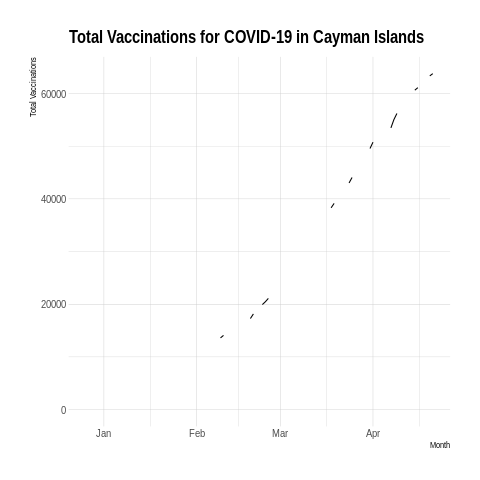 Total Vaccinations for COVID-19 in Cayman Islands
Total Vaccinations
60000
40000
20000
0
Jan Feb Mar Apr
Month